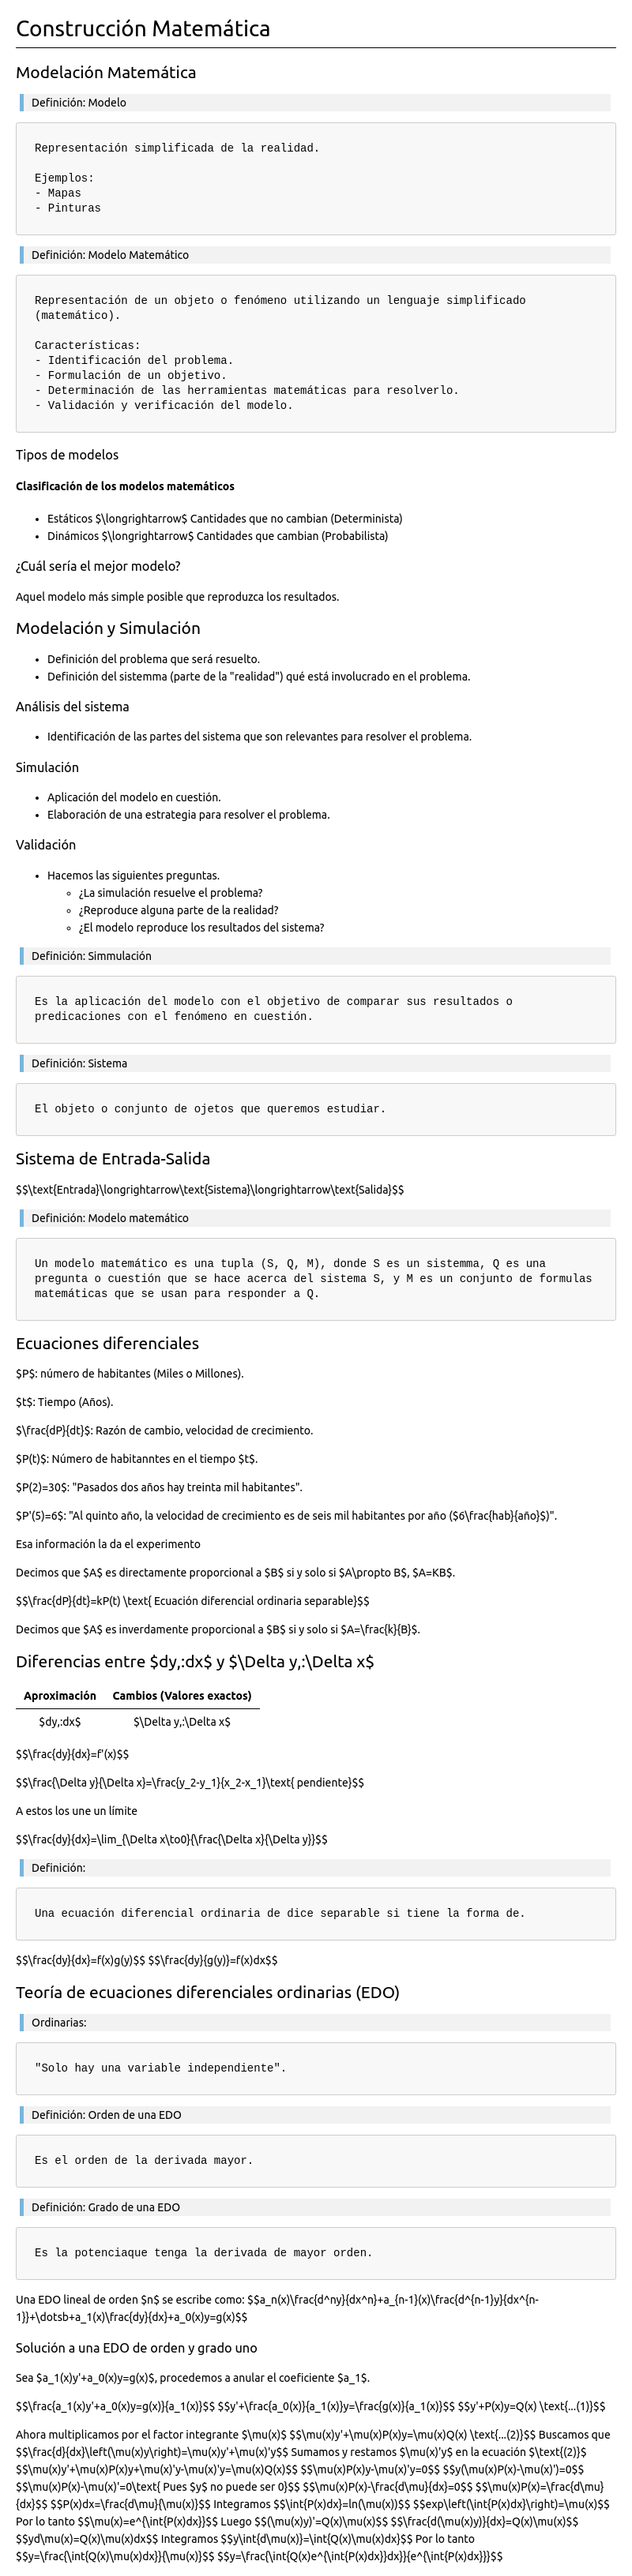 Construcción Matemática
Modelación Matemática
Definición: Modelo
Representación simplificada de la realidad.
Ejemplos:
- Mapas
- Pinturas
Definición: Modelo Matemático
Representación de un objeto o fenómeno utilizando un lenguaje simplificado
(matemático).
Características:
- Identificación del problema.
- Formulación de un objetivo.
- Determinación de las herramientas matemáticas para resolverlo.
- Validación y verificación del modelo.
Tipos de modelos
Clasificación de los modelos matemáticos
• Estáticos $\longrightarrow$ Cantidades que no cambian (Determinista)
• Dinámicos $\longrightarrow$ Cantidades que cambian (Probabilista)
¿Cuál sería el mejor modelo?
Aquel modelo más simple posible que reproduzca los resultados.
Modelación y Simulación
• Definición del problema que será resuelto.
• Definición del sistemma (parte de la "realidad") qué está involucrado en el problema.
Análisis del sistema
• Identificación de las partes del sistema que son relevantes para resolver el problema.
Simulación
• Aplicación del modelo en cuestión.
• Elaboración de una estrategia para resolver el problema.
Validación
• Hacemos las siguientes preguntas.
◦ ¿La simulación resuelve el problema?
◦ ¿Reproduce alguna parte de la realidad?
◦ ¿El modelo reproduce los resultados del sistema?
Definición: Simmulación
Es la aplicación del modelo con el objetivo de comparar sus resultados o
predicaciones con el fenómeno en cuestión.
Definición: Sistema
El objeto o conjunto de ojetos que queremos estudiar.
Sistema de Entrada-Salida
$$\text{Entrada}\longrightarrow\text{Sistema}\longrightarrow\text{Salida}$$
Definición: Modelo matemático
Un modelo matemático es una tupla (S, Q, M), donde S es un sistemma, Q es una
pregunta o cuestión que se hace acerca del sistema S, y M es un conjunto de formulas
matemáticas que se usan para responder a Q.
Ecuaciones diferenciales
$P$: número de habitantes (Miles o Millones).
$t$: Tiempo (Años).
$\frac{dP}{dt}$: Razón de cambio, velocidad de crecimiento.
$P(t)$: Número de habitanntes en el tiempo $t$.
$P(2)=30$: "Pasados dos años hay treinta mil habitantes".
$P'(5)=6$: "Al quinto año, la velocidad de crecimiento es de seis mil habitantes por año ($6\frac{hab}{año}$)".
Esa información la da el experimento
Decimos que $A$ es directamente proporcional a $B$ si y solo si $A\propto B$, $A=KB$.
$$\frac{dP}{dt}=kP(t) \text{ Ecuación diferencial ordinaria separable}$$
Decimos que $A$ es inverdamente proporcional a $B$ si y solo si $A=\frac{k}{B}$.
Diferencias entre $dy,:dx$ y $\Delta y,:\Delta x$
Aproximación Cambios (Valores exactos)
$dy,:dx$ $\Delta y,:\Delta x$
$$\frac{dy}{dx}=f'(x)$$
$$\frac{\Delta y}{\Delta x}=\frac{y_2-y_1}{x_2-x_1}\text{ pendiente}$$
A estos los une un límite
$$\frac{dy}{dx}=\lim_{\Delta x\to0}{\frac{\Delta x}{\Delta y}}$$
Definición:
Una ecuación diferencial ordinaria de dice separable si tiene la forma de.
$$\frac{dy}{dx}=f(x)g(y)$$ $$\frac{dy}{g(y)}=f(x)dx$$
Teoría de ecuaciones diferenciales ordinarias (EDO)
Ordinarias:
"Solo hay una variable independiente".
Definición: Orden de una EDO
Es el orden de la derivada mayor.
Definición: Grado de una EDO
Es la potenciaque tenga la derivada de mayor orden.
Una EDO lineal de orden $n$ se escribe como: $$a_n(x)\frac{d^ny}{dx^n}+a_{n-1}(x)\frac{d^{n-1}y}{dx^{n-
1}}+\dotsb+a_1(x)\frac{dy}{dx}+a_0(x)y=g(x)$$
Solución a una EDO de orden y grado uno
Sea $a_1(x)y'+a_0(x)y=g(x)$, procedemos a anular el coeficiente $a_1$.
$$\frac{a_1(x)y'+a_0(x)y=g(x)}{a_1(x)}$$ $$y'+\frac{a_0(x)}{a_1(x)}y=\frac{g(x)}{a_1(x)}$$ $$y'+P(x)y=Q(x) \text{...(1)}$$
Ahora multiplicamos por el factor integrante $\mu(x)$ $$\mu(x)y'+\mu(x)P(x)y=\mu(x)Q(x) \text{...(2)}$$ Buscamos que
$$\frac{d}{dx}\left(\mu(x)y\right)=\mu(x)y'+\mu(x)'y$$ Sumamos y restamos $\mu(x)'y$ en la ecuación $\text{(2)}$
$$\mu(x)y'+\mu(x)P(x)y+\mu(x)'y-\mu(x)'y=\mu(x)Q(x)$$ $$\mu(x)P(x)y-\mu(x)'y=0$$ $$y(\mu(x)P(x)-\mu(x)')=0$$
$$\mu(x)P(x)-\mu(x)'=0\text{ Pues $y$ no puede ser 0}$$ $$\mu(x)P(x)-\frac{d\mu}{dx}=0$$ $$\mu(x)P(x)=\frac{d\mu}
{dx}$$ $$P(x)dx=\frac{d\mu}{\mu(x)}$$ Integramos $$\int{P(x)dx}=ln(\mu(x))$$ $$exp\left(\int{P(x)dx}\right)=\mu(x)$$
Por lo tanto $$\mu(x)=e^{\int{P(x)dx}}$$ Luego $$(\mu(x)y)'=Q(x)\mu(x)$$ $$\frac{d(\mu(x)y)}{dx}=Q(x)\mu(x)$$
$$yd\mu(x)=Q(x)\mu(x)dx$$ Integramos $$y\int{d\mu(x)}=\int{Q(x)\mu(x)dx}$$ Por lo tanto
$$y=\frac{\int{Q(x)\mu(x)dx}}{\mu(x)}$$ $$y=\frac{\int{Q(x)e^{\int{P(x)dx}}dx}}{e^{\int{P(x)dx}}}$$